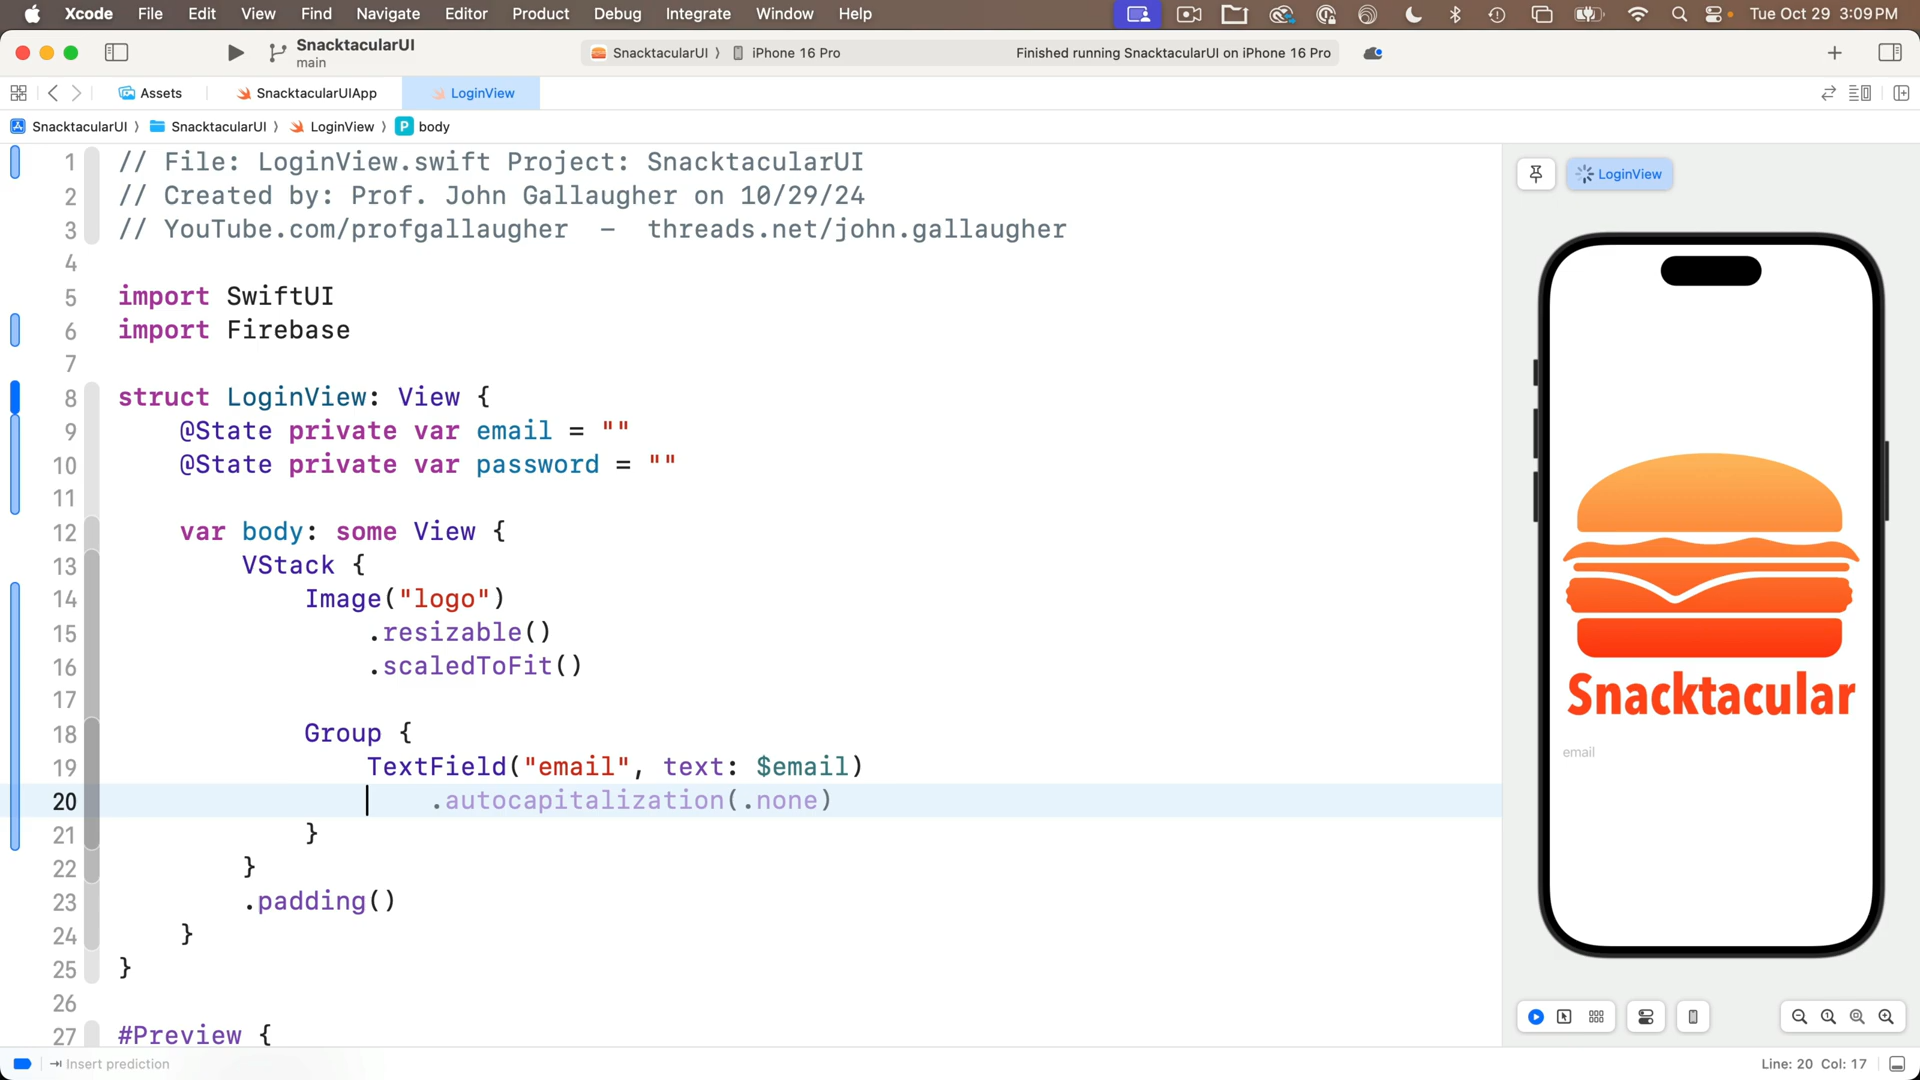 Xcode File Edit View Find Navigate Editor Product Debug Integrate Window Help Tue Oct 29 3:09 PM
SnacktacularUI
main
SnacktacularUI ⟩ iPhone 16 Pro Finished running SnacktacularUI on iPhone 16 Pro
Assets SnacktacularUIApp LoginView
SnacktacularUI ⟩ SnacktacularUI ⟩ LoginView ⟩ P body
1 // File: LoginView.swift Project: SnacktacularUI
2 // Created by: Prof. John Gallaugher on 10/29/24
3 // YouTube.com/profgallaugher – threads.net/john.gallaugher
4
5 import SwiftUI
6 import Firebase
7
8 struct LoginView: View {
9 @State private var email = ""
10 @State private var password = ""
11
12 var body: some View {
13 VStack {
14 Image("logo")
15 .resizable()
16 .scaledToFit()
17
18 Group {
19 TextField("email", text: $email)
20 .autocapitalization(.none)
21 }
22 }
23 .padding()
24 }
25 }
26
27 #Preview {
LoginView
Snacktacular
email
Insert prediction
Line: 20 Col: 17